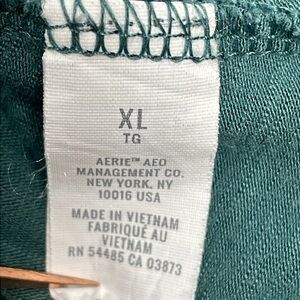 XL
TG
AERIE™ AEO
MANAGEMENT CO.
NEW YORK, NY
10016 USA
MADE IN VIETNAM
FABRIQUÉ AU
VIETNAM
RN 54485 CA 03873